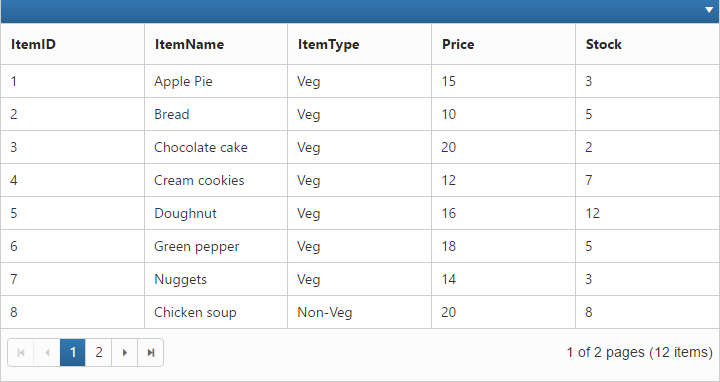 ItemID ItemName ItemType Price Stock
1 Apple Pie Veg 15 3
2 Bread Veg 10 5
3 Chocolate cake Veg 20 2
4 Cream cookies Veg 12 7
5 Doughnut Veg 16 12
6 Green pepper Veg 18 5
7 Nuggets Veg 14 3
8 Chicken soup Non-Veg 20 8
1 2 1 of 2 pages (12 items)